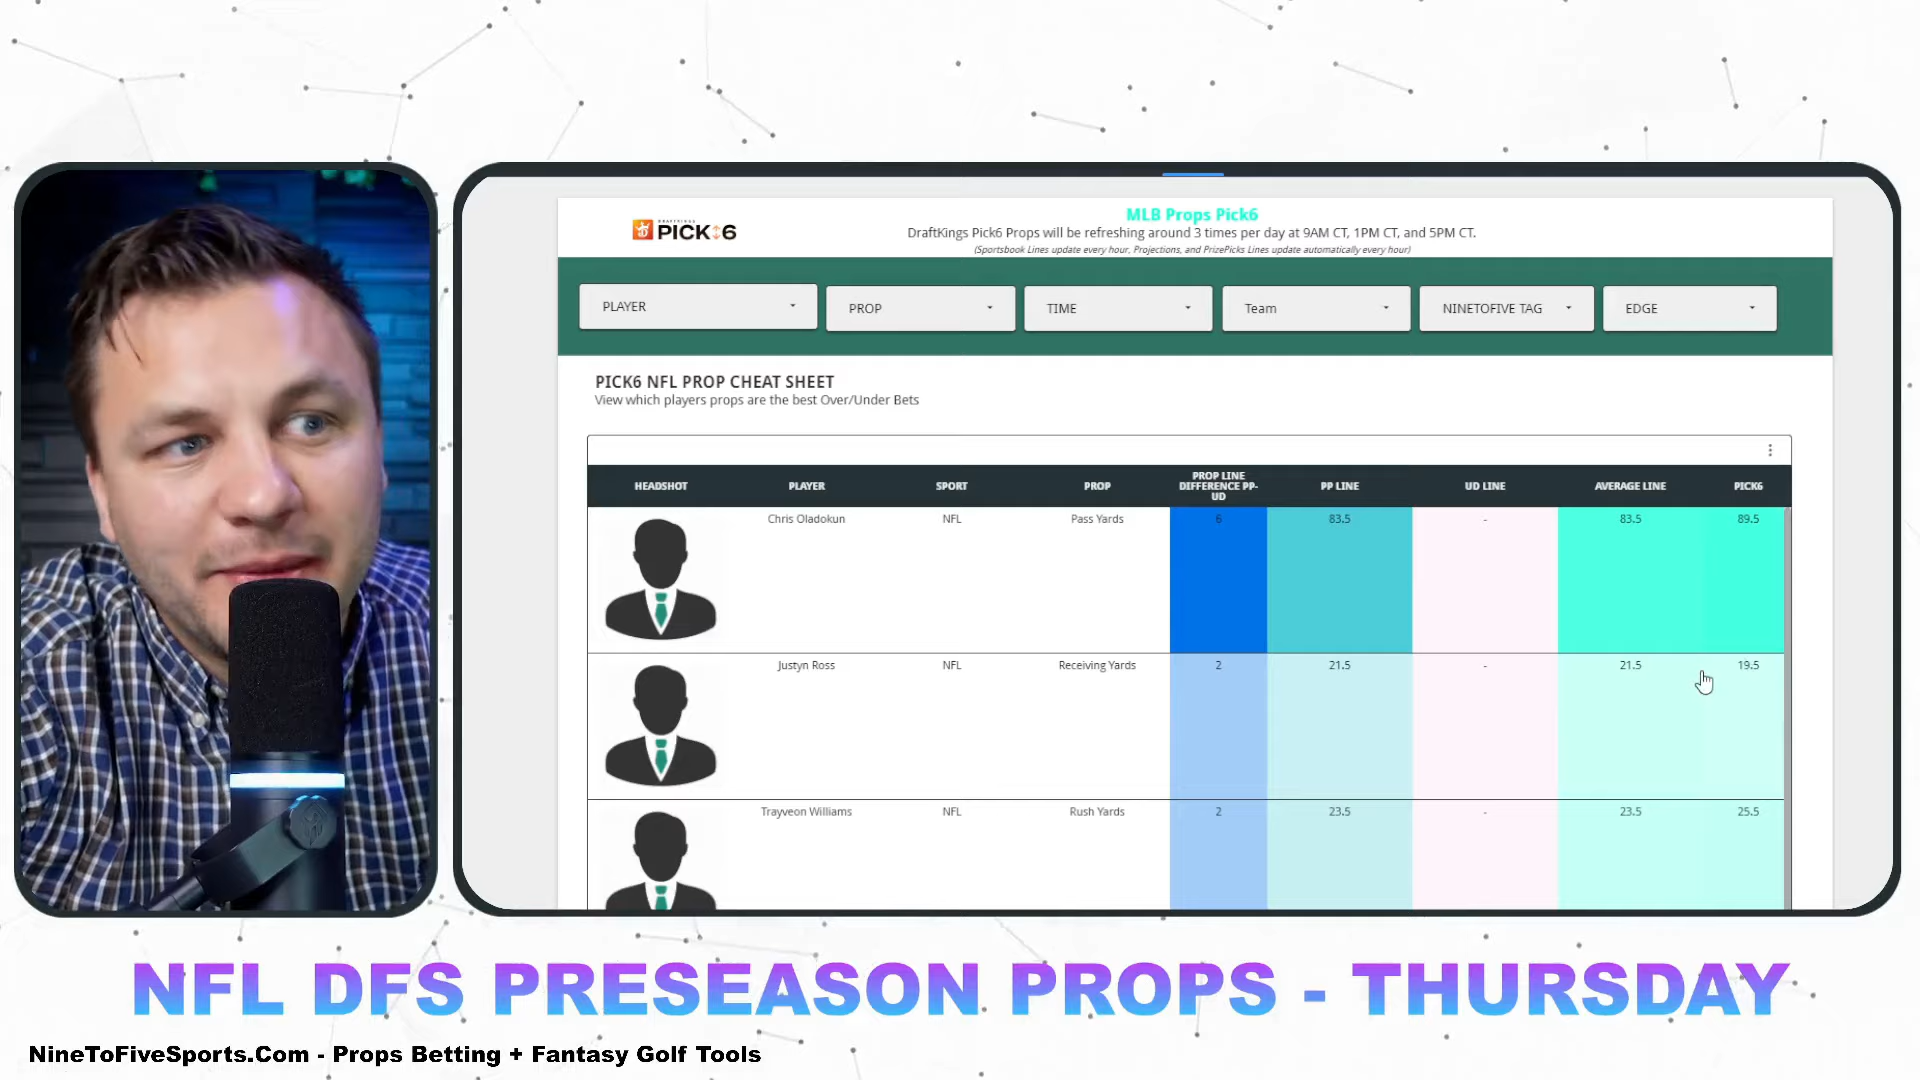 DRAFTKINGS
PICK6
MLB Props Pick6
DraftKings Pick6 Props will be refreshing around 3 times per day at 9AM CT, 1PM CT, and 5PM CT.
(Sportsbook Lines update every hour, Projections, and PrizePicks Lines update automatically every hour)
PLAYER PROP TIME Team NINETOFIVE TAG EDGE
PICK6 NFL PROP CHEAT SHEET
View which players props are the best Over/Under Bets
HEADSHOT PLAYER SPORT PROP PROP LINE DIFFERENCE PP-UD PP LINE UD LINE AVERAGE LINE PICK6
Chris Oladokun NFL Pass Yards 6 83.5 - 83.5 89.5
Justyn Ross NFL Receiving Yards 2 21.5 - 21.5 19.5
Trayveon Williams NFL Rush Yards 2 23.5 - 23.5 25.5
NFL DFS PRESEASON PROPS - THURSDAY
NineToFiveSports.Com - Props Betting + Fantasy Golf Tools